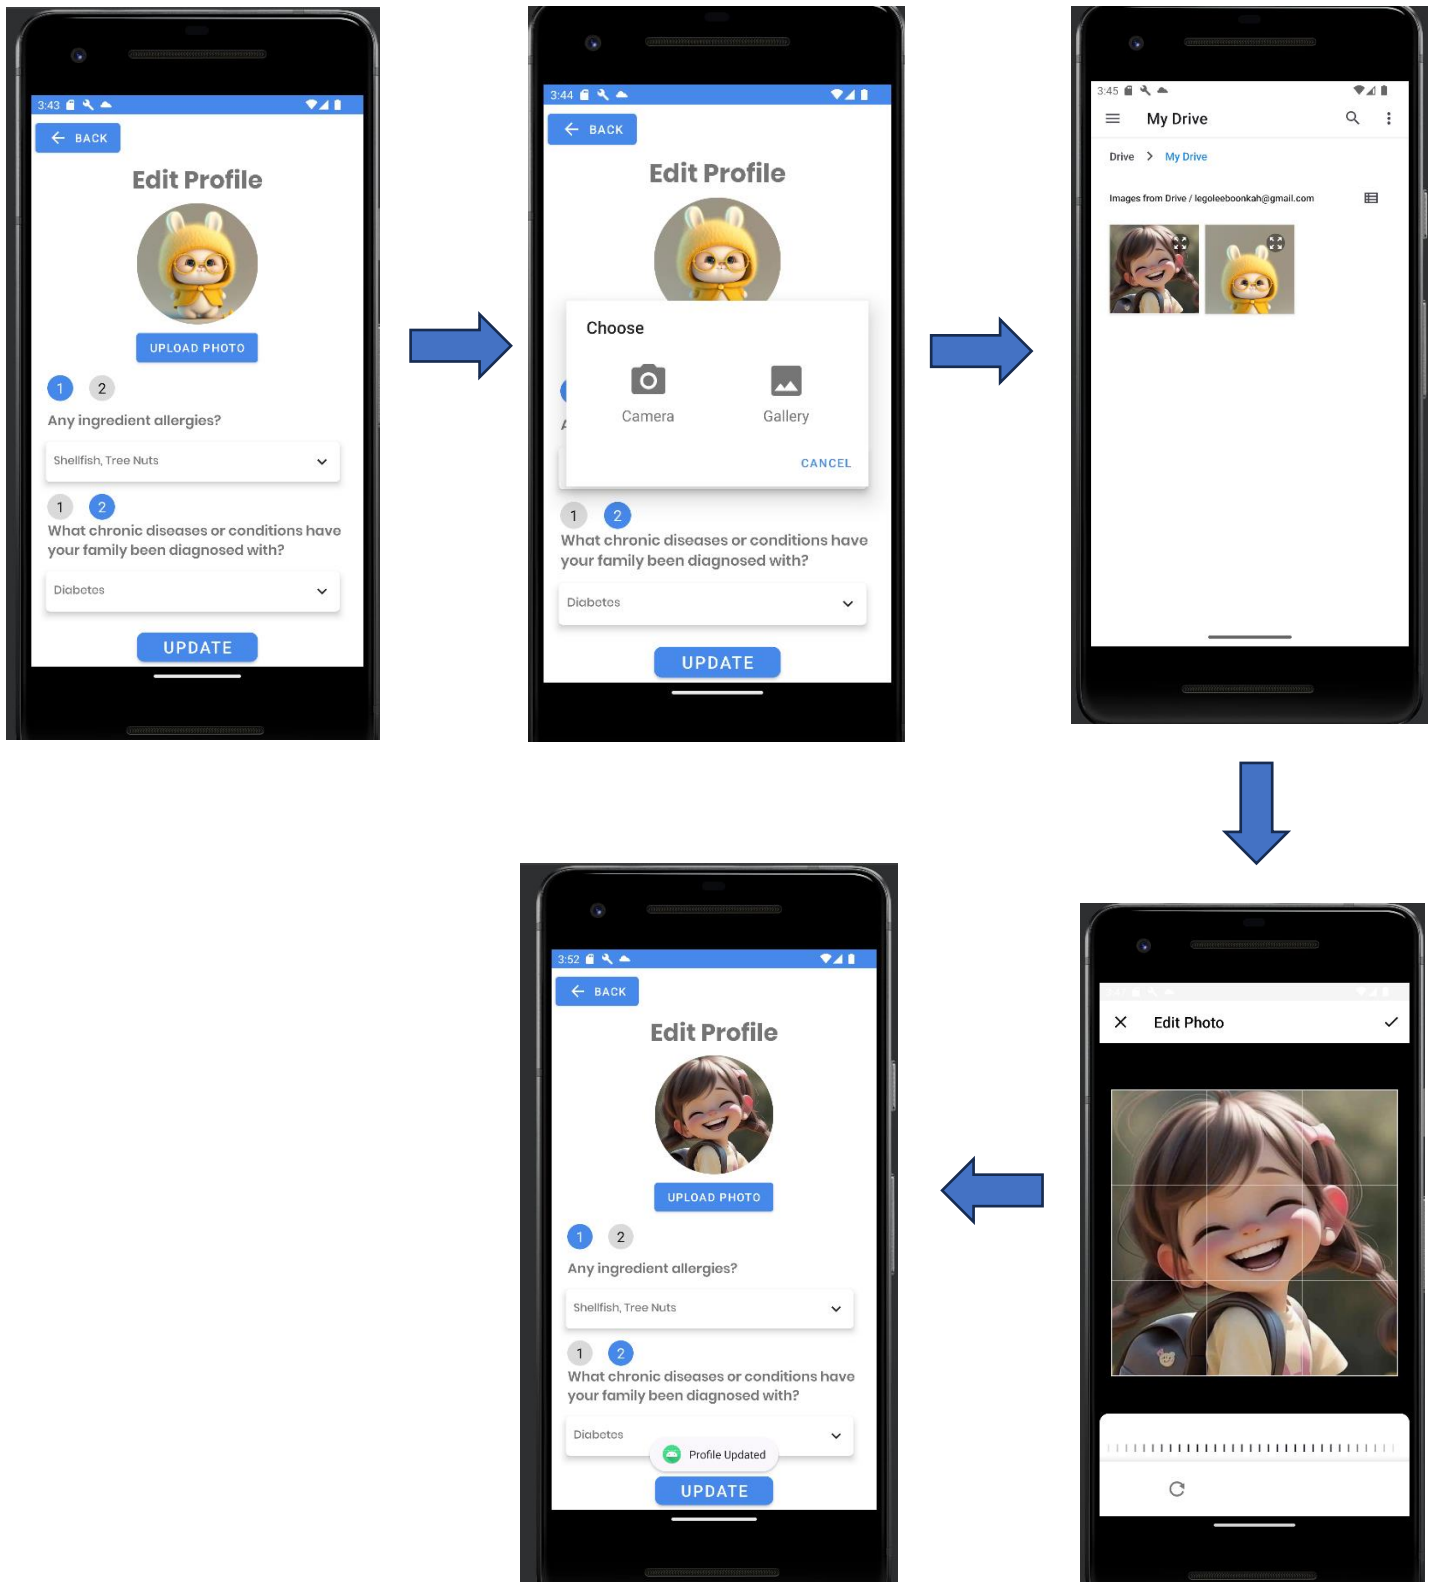 3:43
BACK
Edit Profile
UPLOAD PHOTO
1 2
Any ingredient allergies?
Shellfish, Tree Nuts
1 2
What chronic diseases or conditions have
your family been diagnosed with?
Diabetes
UPDATE
3:44
BACK
Edit Profile
Choose
Camera Gallery
CANCEL
1 2
What chronic diseases or conditions have
your family been diagnosed with?
Diabetes
UPDATE
3:45
My Drive
Drive My Drive
Images from Drive / legoleeboonkah@gmail.com
Edit Photo
3:52
BACK
Edit Profile
UPLOAD PHOTO
1 2
Any ingredient allergies?
Shellfish, Tree Nuts
1 2
What chronic diseases or conditions have
your family been diagnosed with?
Diabetes
Profile Updated
UPDATE